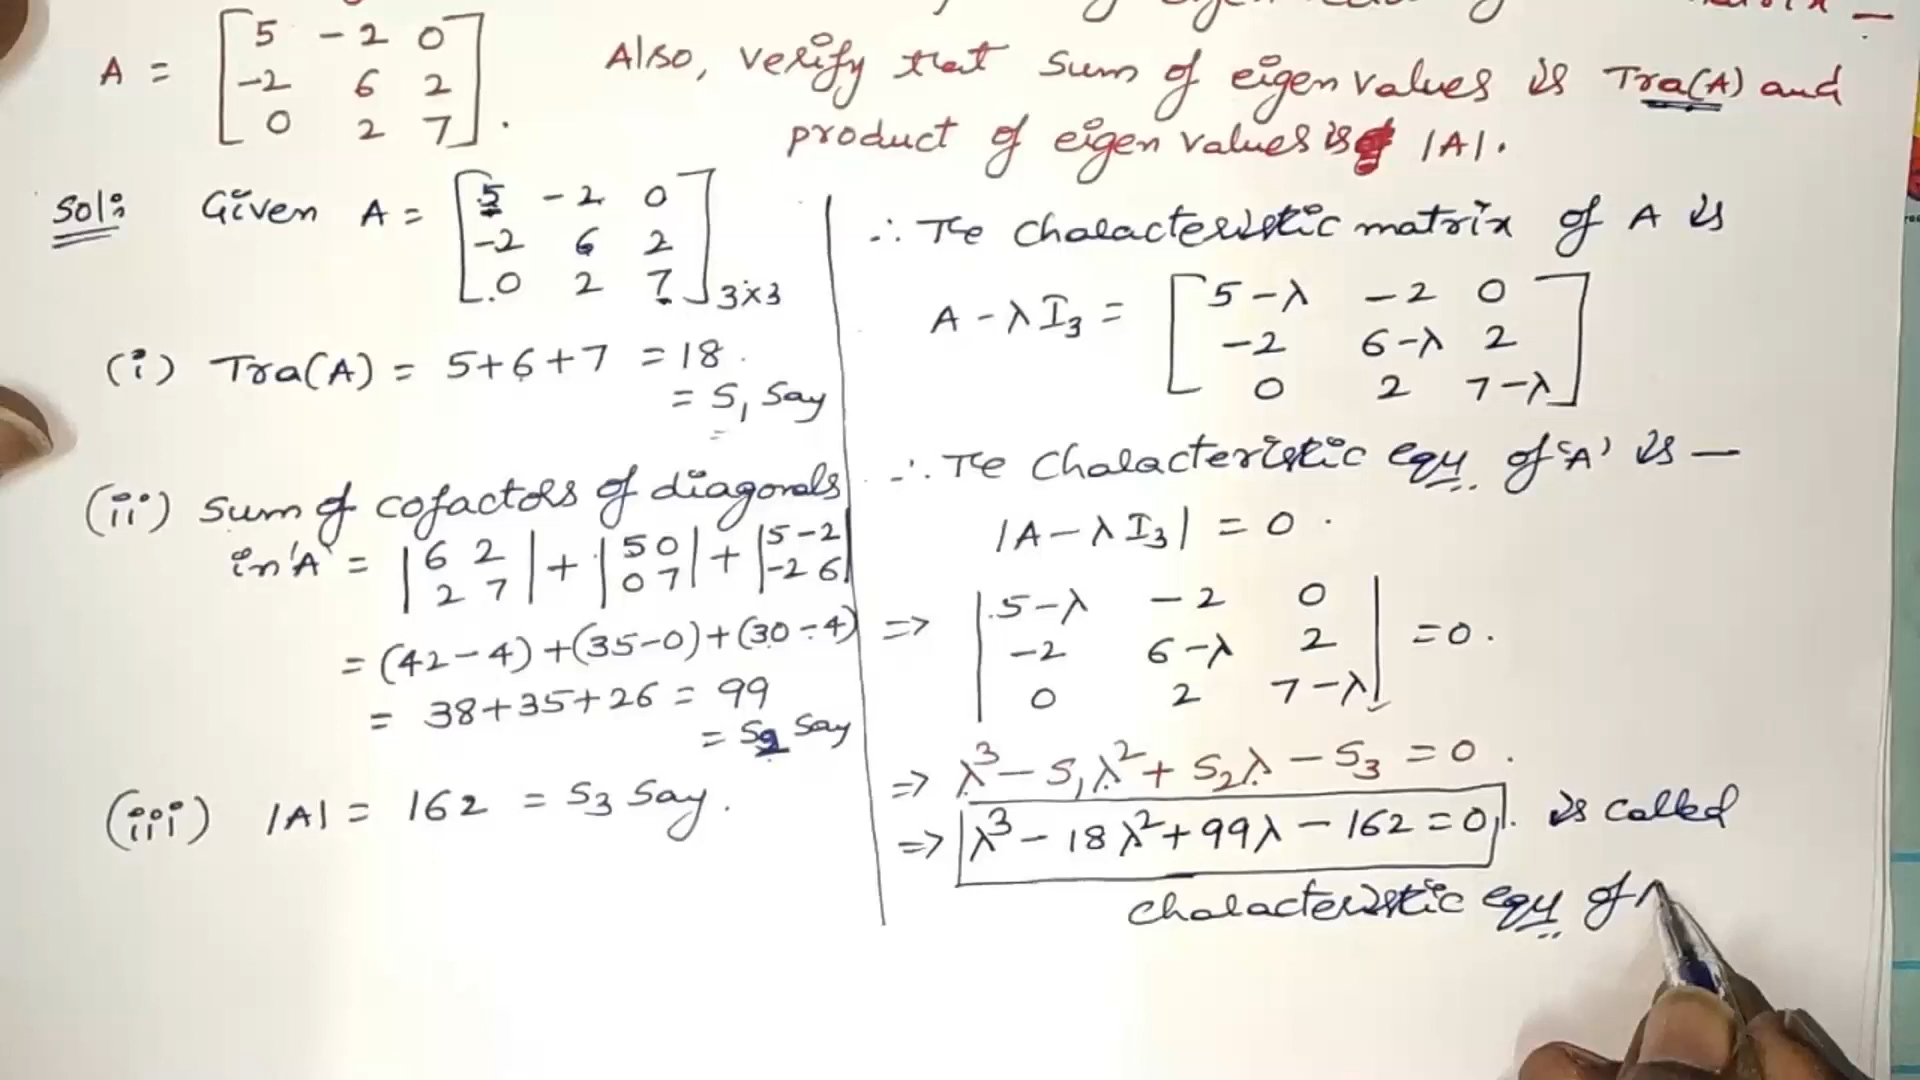 A = [ 5 -2 0
-2 6 2
0 2 7 ].
Also, verify that sum of eigen values is Tra(A) and
product of eigen values is |A|.
Sol: Given A = [ 5 -2 0
-2 6 2
0 2 7 ] 3×3
(i) Tra(A) = 5+6+7 = 18.
= S₁ Say
(ii) Sum of cofactors of diagonals
in 'A' = | 6 2 | + | 5 0 | + | 5 -2 |
| 2 7 | | 0 7 | | -2 6 |
= (42-4)+(35-0)+(30-4)
= 38+35+26 = 99
= S₂ Say
(iii) |A| = 162 = S₃ Say.
∴ The characteristic matrix of A is
A - λI₃ = [ 5-λ -2 0
-2 6-λ 2
0 2 7-λ ]
∴ The characteristic equ of 'A' is —
|A - λI₃| = 0.
=> | 5-λ -2 0 |
| -2 6-λ 2 | = 0.
| 0 2 7-λ |
=> λ³ - S₁λ² + S₂λ - S₃ = 0.
=> λ³ - 18λ² + 99λ - 162 = 0. is called
characteristic equ of